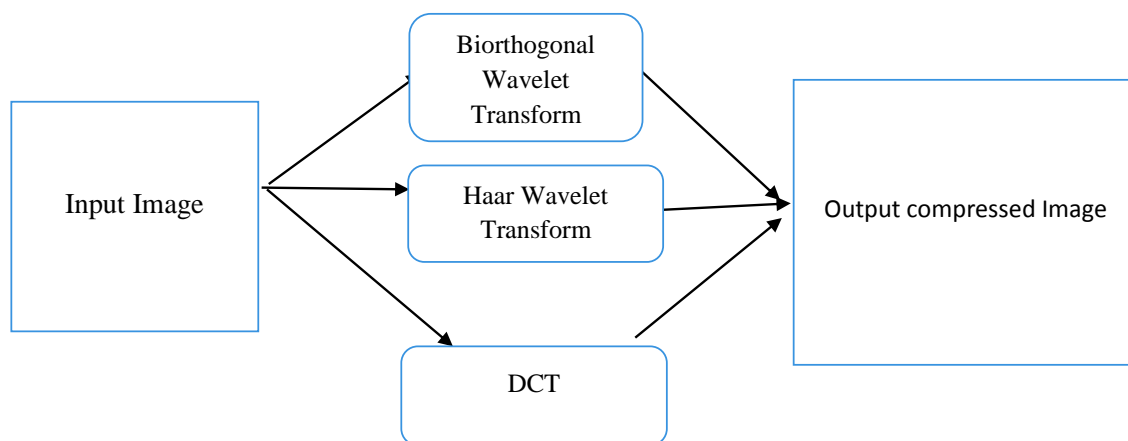 Input Image
Biorthogonal
Wavelet
Transform
Haar Wavelet
Transform
DCT
Output compressed Image